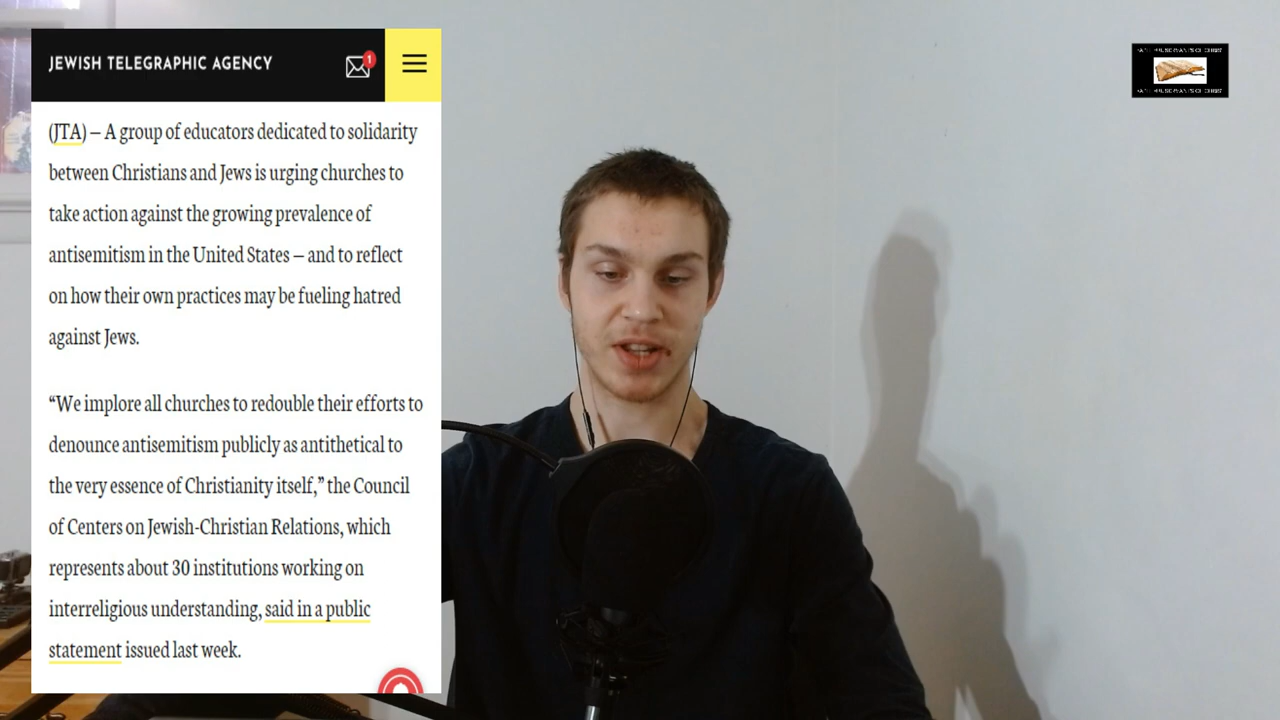 JEWISH TELEGRAPHIC AGENCY
1
(JTA) – A group of educators dedicated to solidarity
between Christians and Jews is urging churches to
take action against the growing prevalence of
antisemitism in the United States – and to reflect
on how their own practices may be fueling hatred
against Jews.
“We implore all churches to redouble their efforts to
denounce antisemitism publicly as antithetical to
the very essence of Christianity itself,” the Council
of Centers on Jewish-Christian Relations, which
represents about 30 institutions working on
interreligious understanding, said in a public
statement issued last week.